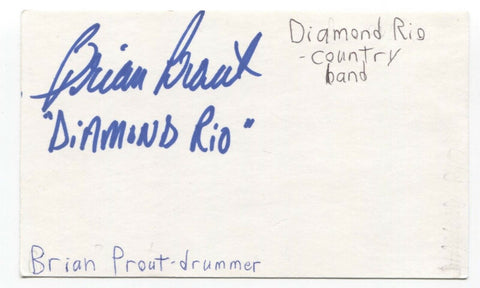 Brian Prout
"DiAMOND Rio"
Diamond Rio
-country
band
Brian Prout-drummer